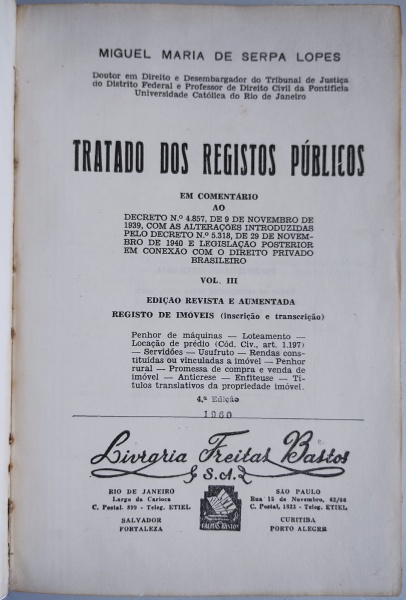 MIGUEL MARIA DE SERPA LOPES
Doutor em Direito e Desembargador do Tribunal de Justiça
do Distrito Federal e Professor de Direito Civil da Pontifícia
Universidade Católica do Rio de Janeiro
TRATADO DOS REGISTOS PÚBLICOS
EM COMENTÁRIO
AO
DECRETO N.º 4.857, DE 9 DE NOVEMBRO DE
1939, COM AS ALTERAÇÕES INTRODUZIDAS
PELO DECRETO N.º 5.318, DE 29 DE NOVEM-
BRO DE 1940 E LEGISLAÇÃO POSTERIOR
EM CONEXÃO COM O DIREITO PRIVADO
BRASILEIRO
VOL. III
EDIÇAO REVISTA E AUMENTADA
REGISTO DE IMÓVEIS (inscrição e transcrição)
Penhor de máquinas — Loteamento —
Locação de prédio (Cód. Civ., art. 1.197)
— Servidões — Usufruto — Rendas cons-
tituídas ou vinculadas a imóvel — Penhor
rural — Promessa de compra e venda de
imóvel — Anticrese — Enfiteuse — Tí-
tulos translativos da propriedade imóvel.
4.ª Edição
1960
Livraria Freitas Bastos
S.A.
RIO DE JANEIRO
Largo da Carioca
C. Postal. 899 - Teleg. ETIEL
SALVADOR
FORTALEZA
FREITAS BASTOS
SÃO PAULO
Rua 15 de Novembro, 62/66
C. Postal, 1823 - Teleg. ETIEL
CURITIBA
PORTO ALEGRE